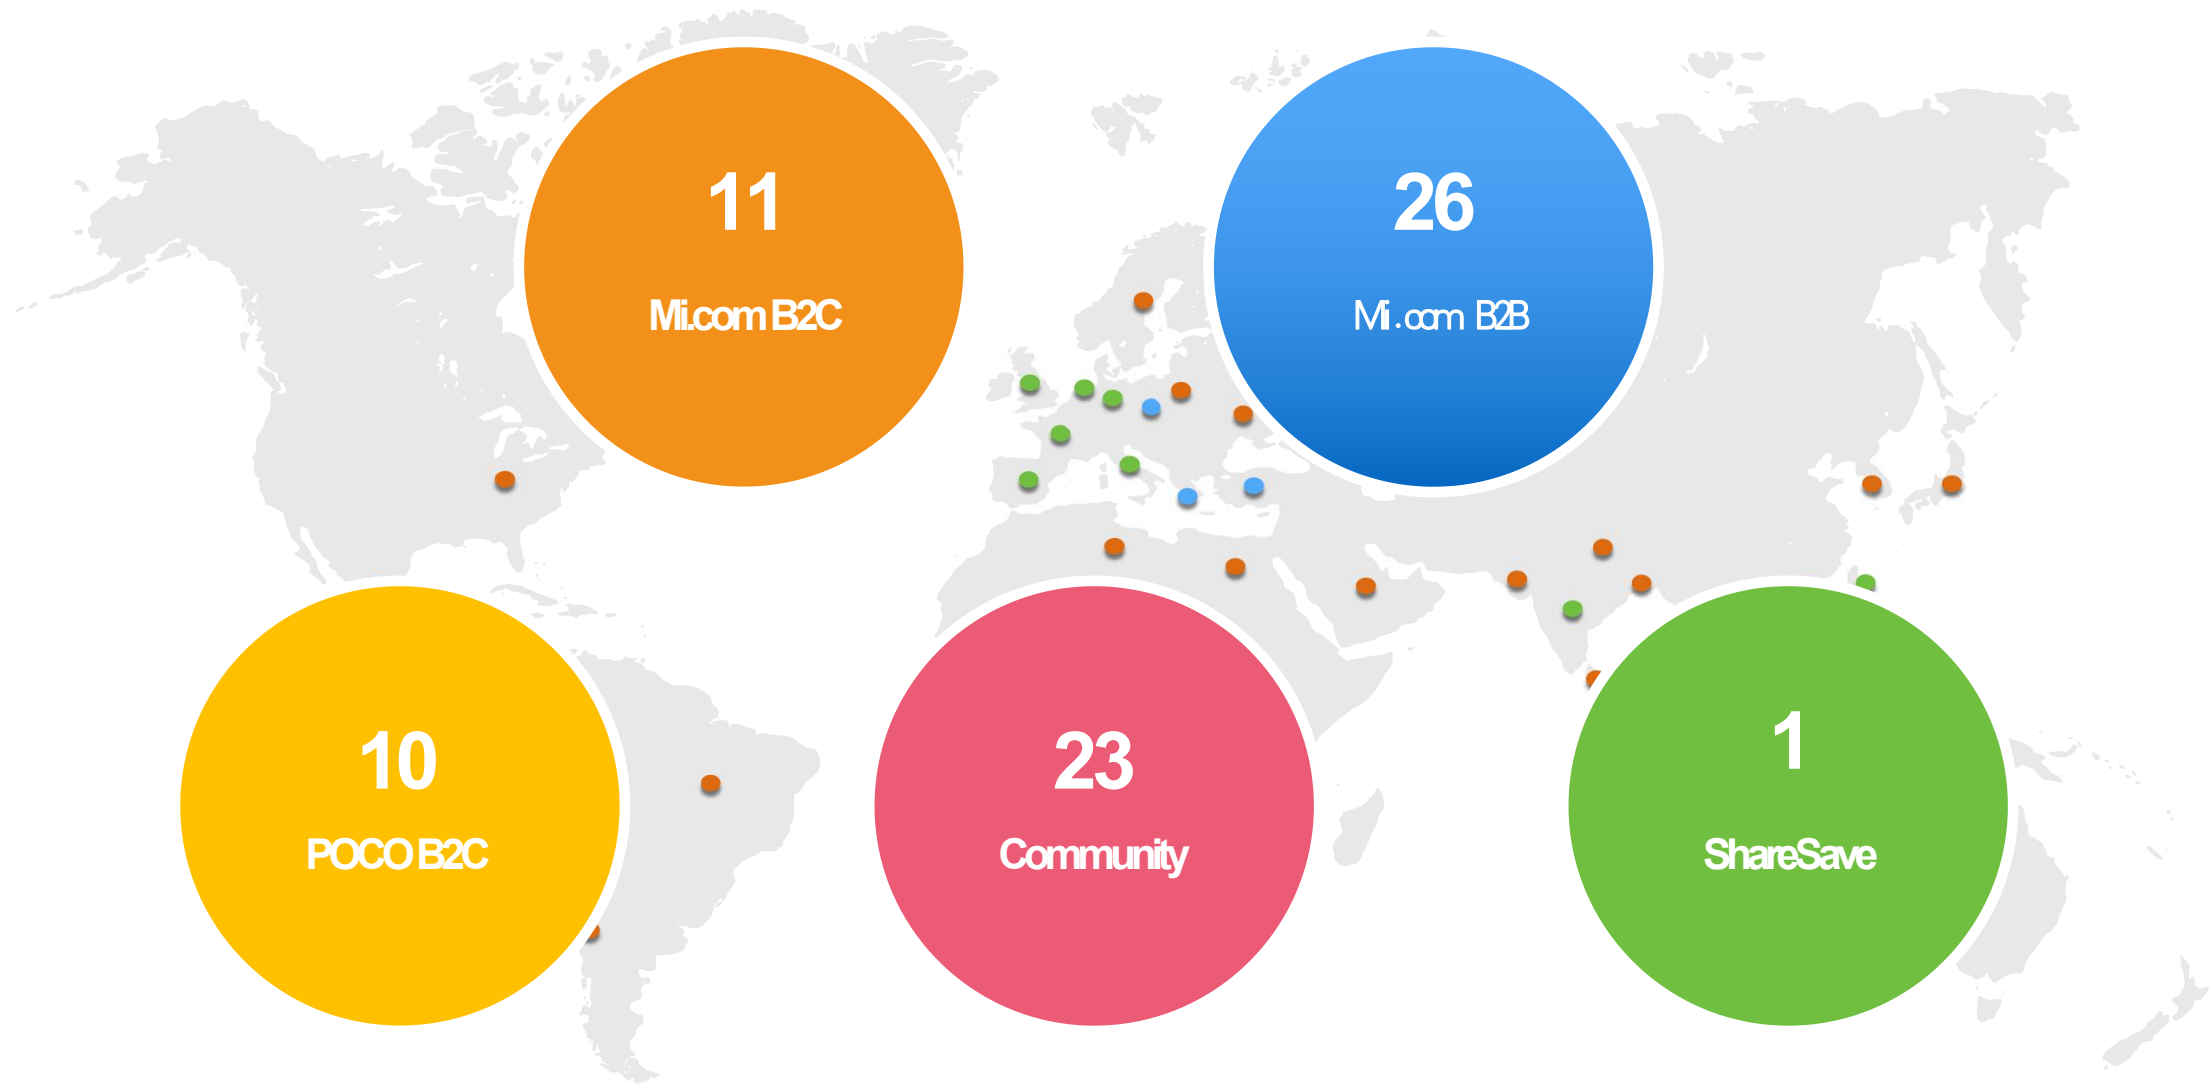 11
Mi.com B2C
26
Mi.com B2B
10
POCO B2C
23
Community
1
ShareSave